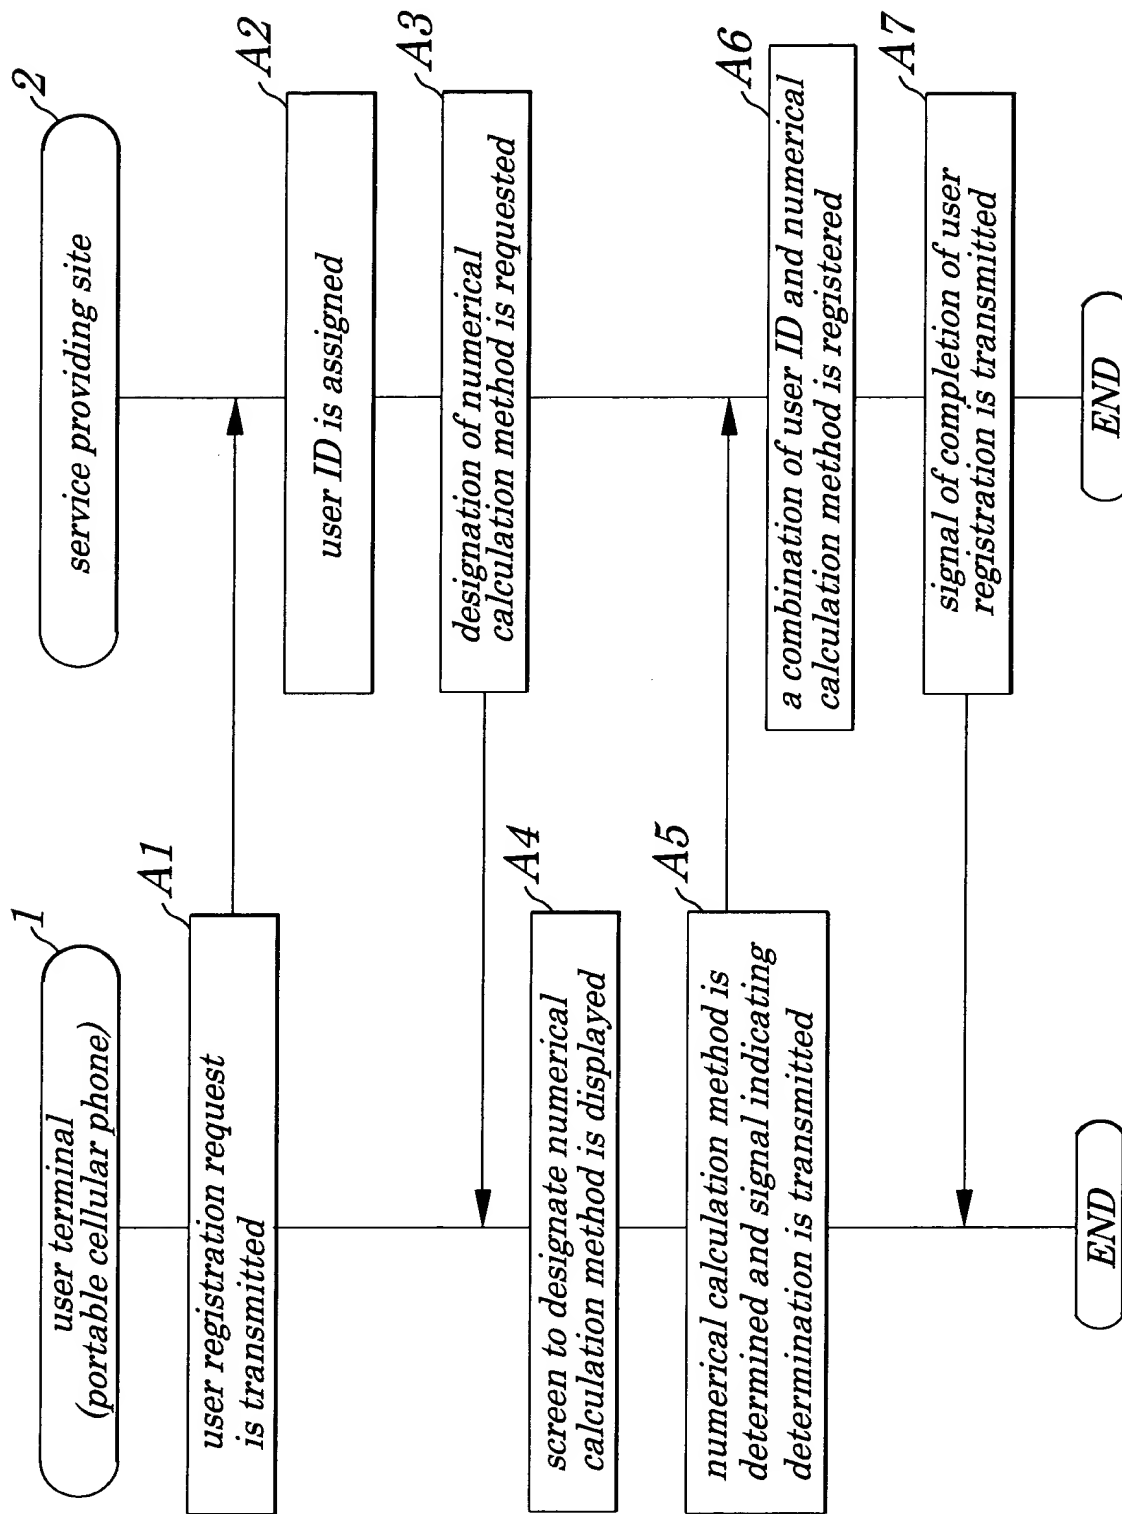 1
user terminal
(portable cellular phone)
2
service providing site
A1
user registration request
is transmitted
A2
user ID is assigned
A3
designation of numerical
calculation method is requested
A4
screen to designate numerical
calculation method is displayed
A5
numerical calculation method is
determined and signal indicating
determination is transmitted
A6
a combination of user ID and numerical
calculation method is registered
A7
signal of completion of user
registration is transmitted
END
END